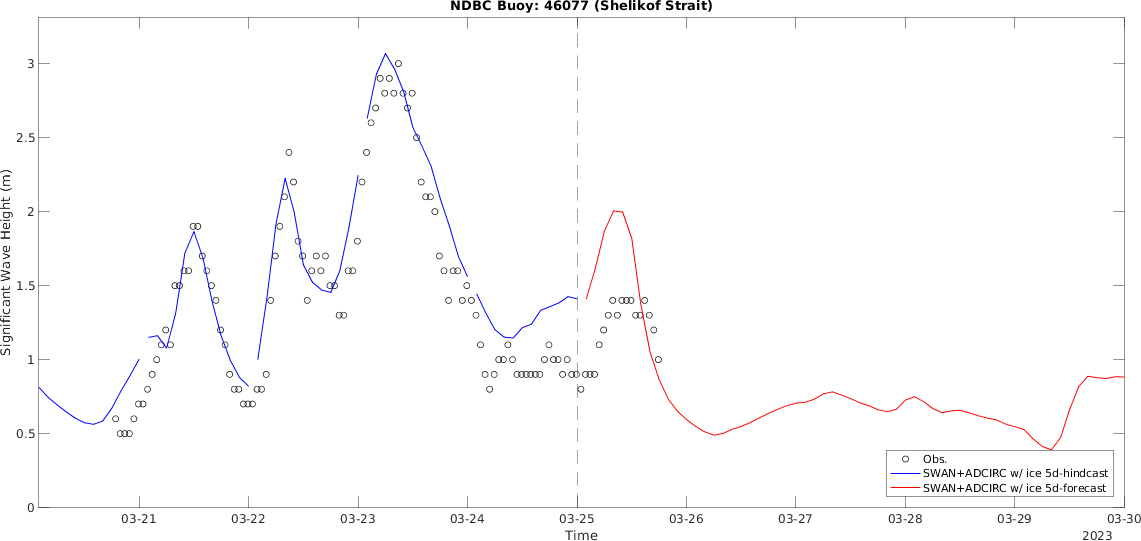 NDBC Buoy: 46077 (Shelikof Strait)
Significant Wave Height (m)
3
2.5
2
1.5
1
0.5
0
Obs.
SWAN+ADCIRC w/ ice 5d-hindcast
SWAN+ADCIRC w/ ice 5d-forecast
03-21 03-22 03-23 03-24 03-25 03-26 03-27 03-28 03-29 03-30
Time
2023